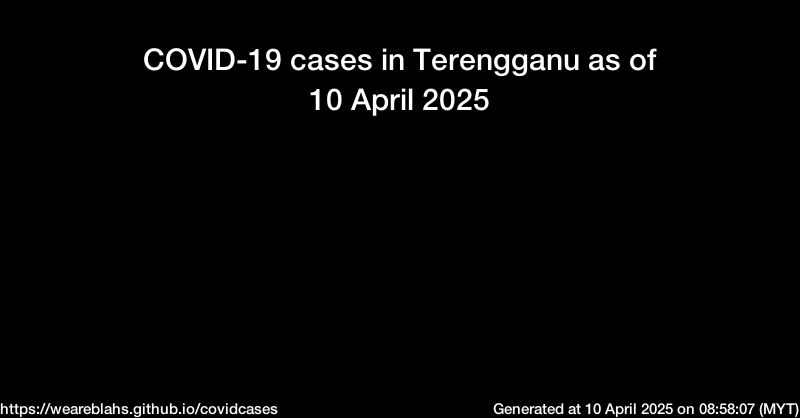 COVID-19 cases in Terengganu as of
10 April 2025
https://weareblahs.github.io/covidcases
Generated at 10 April 2025 on 08:58:07 (MYT)